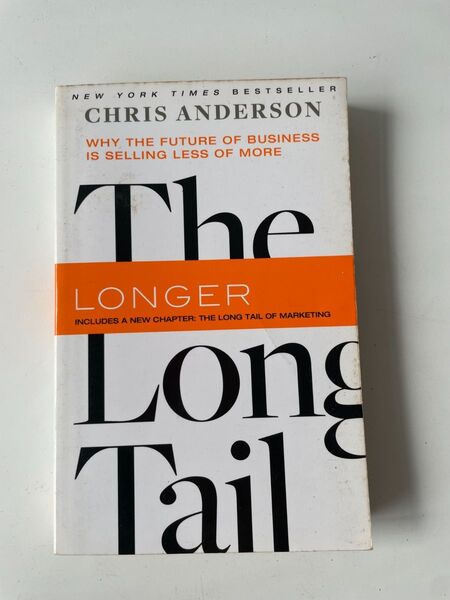 NEW YORK TIMES BESTSELLER
CHRIS ANDERSON
WHY THE FUTURE OF BUSINESS
IS SELLING LESS OF MORE
The
LONGER
INCLUDES A NEW CHAPTER: THE LONG TAIL OF MARKETING
Long
Tail